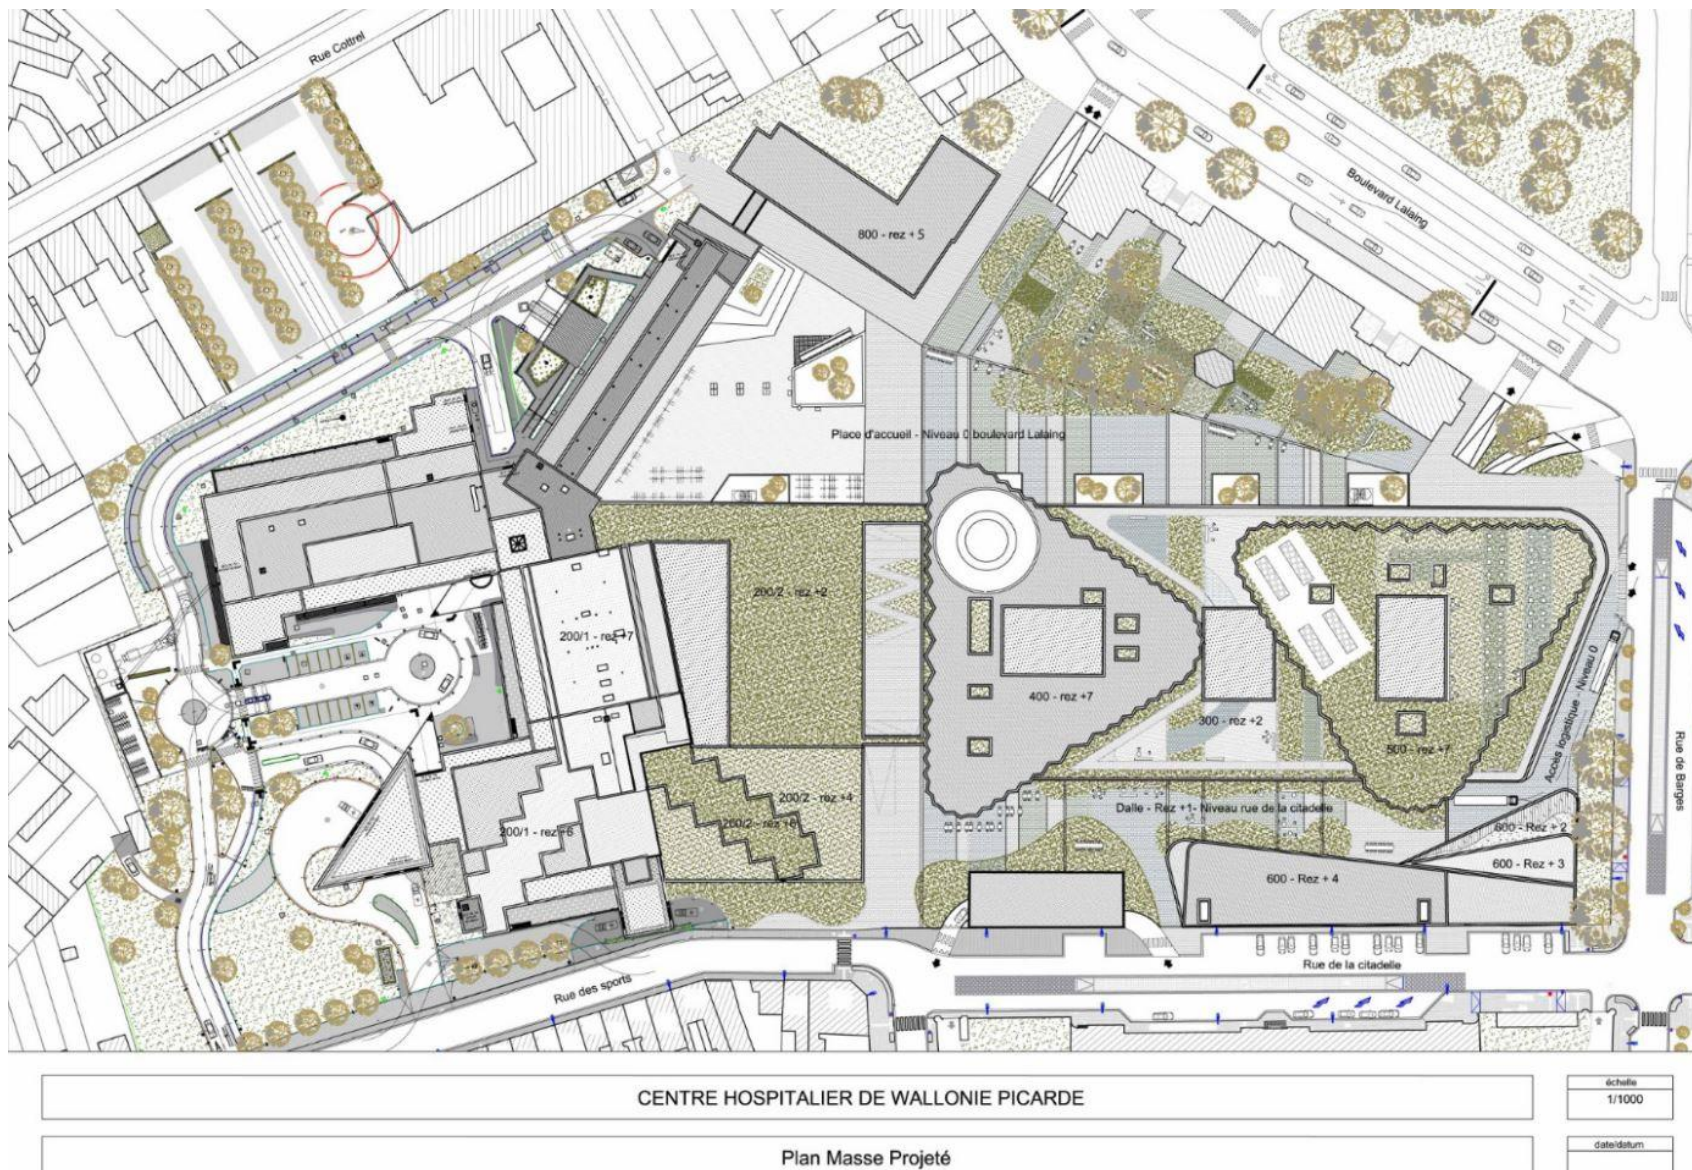 Rue Cottrel
Boulevard Lalaing
800 - rez + 5
Place d'accueil - Niveau 0 boulevard Lalaing
200/2 - rez +2
200/1 - rez +7
400 - rez +7
300 - rez +2
500 - rez +7
Accès logistique - Niveau 0
Rue de Barges
200/2 - rez +4
200/2 - rez +6
200/1 - rez +6
Dalle - Rez +1- Niveau rue de la citadelle
600 - Rez + 2
600 - Rez + 3
600 - Rez + 4
Rue de la citadelle
Rue des sports
CENTRE HOSPITALIER DE WALLONIE PICARDE
échelle
1/1000
Plan Masse Projeté
date/datum